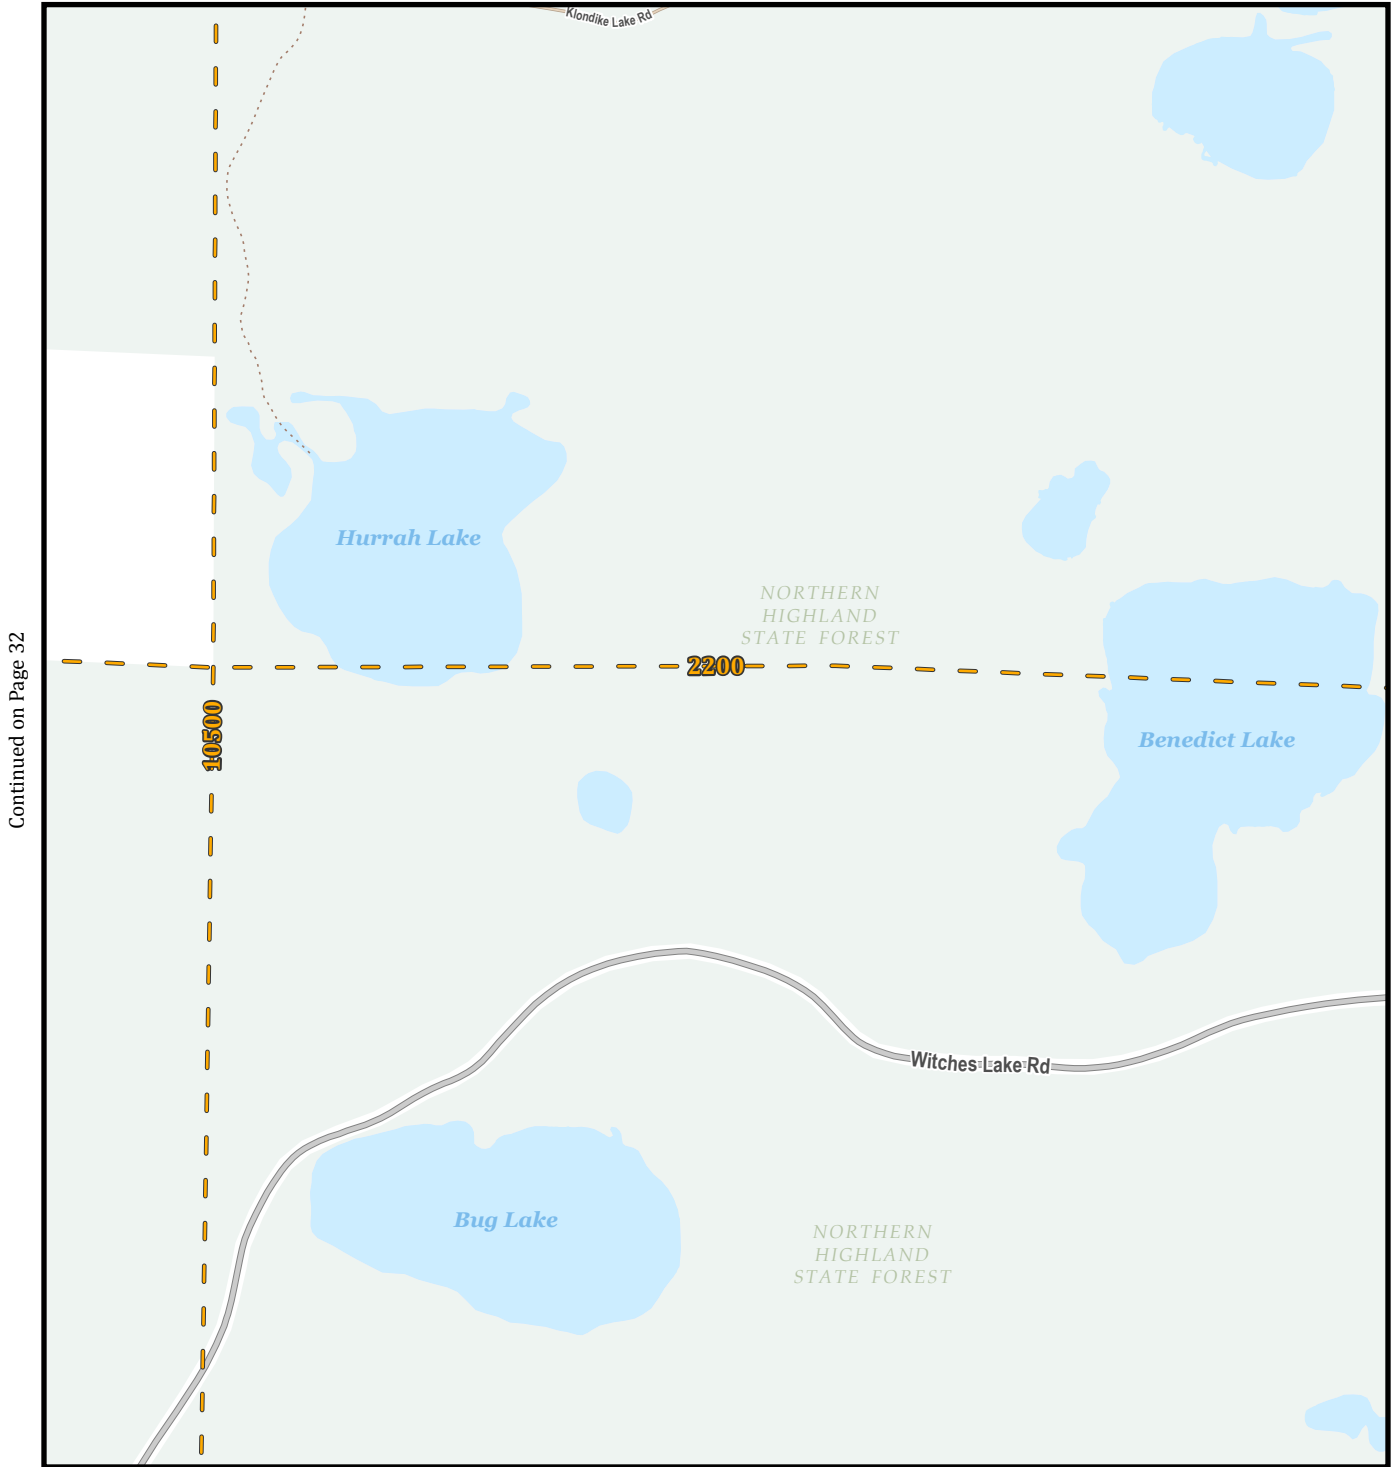 Klondike Lake Rd
Hurrah Lake
NORTHERN
HIGHLAND
STATE FOREST
2200
Continued on Page 32
10500
Benedict Lake
Witches Lake Rd
Bug Lake
NORTHERN
HIGHLAND
STATE FOREST